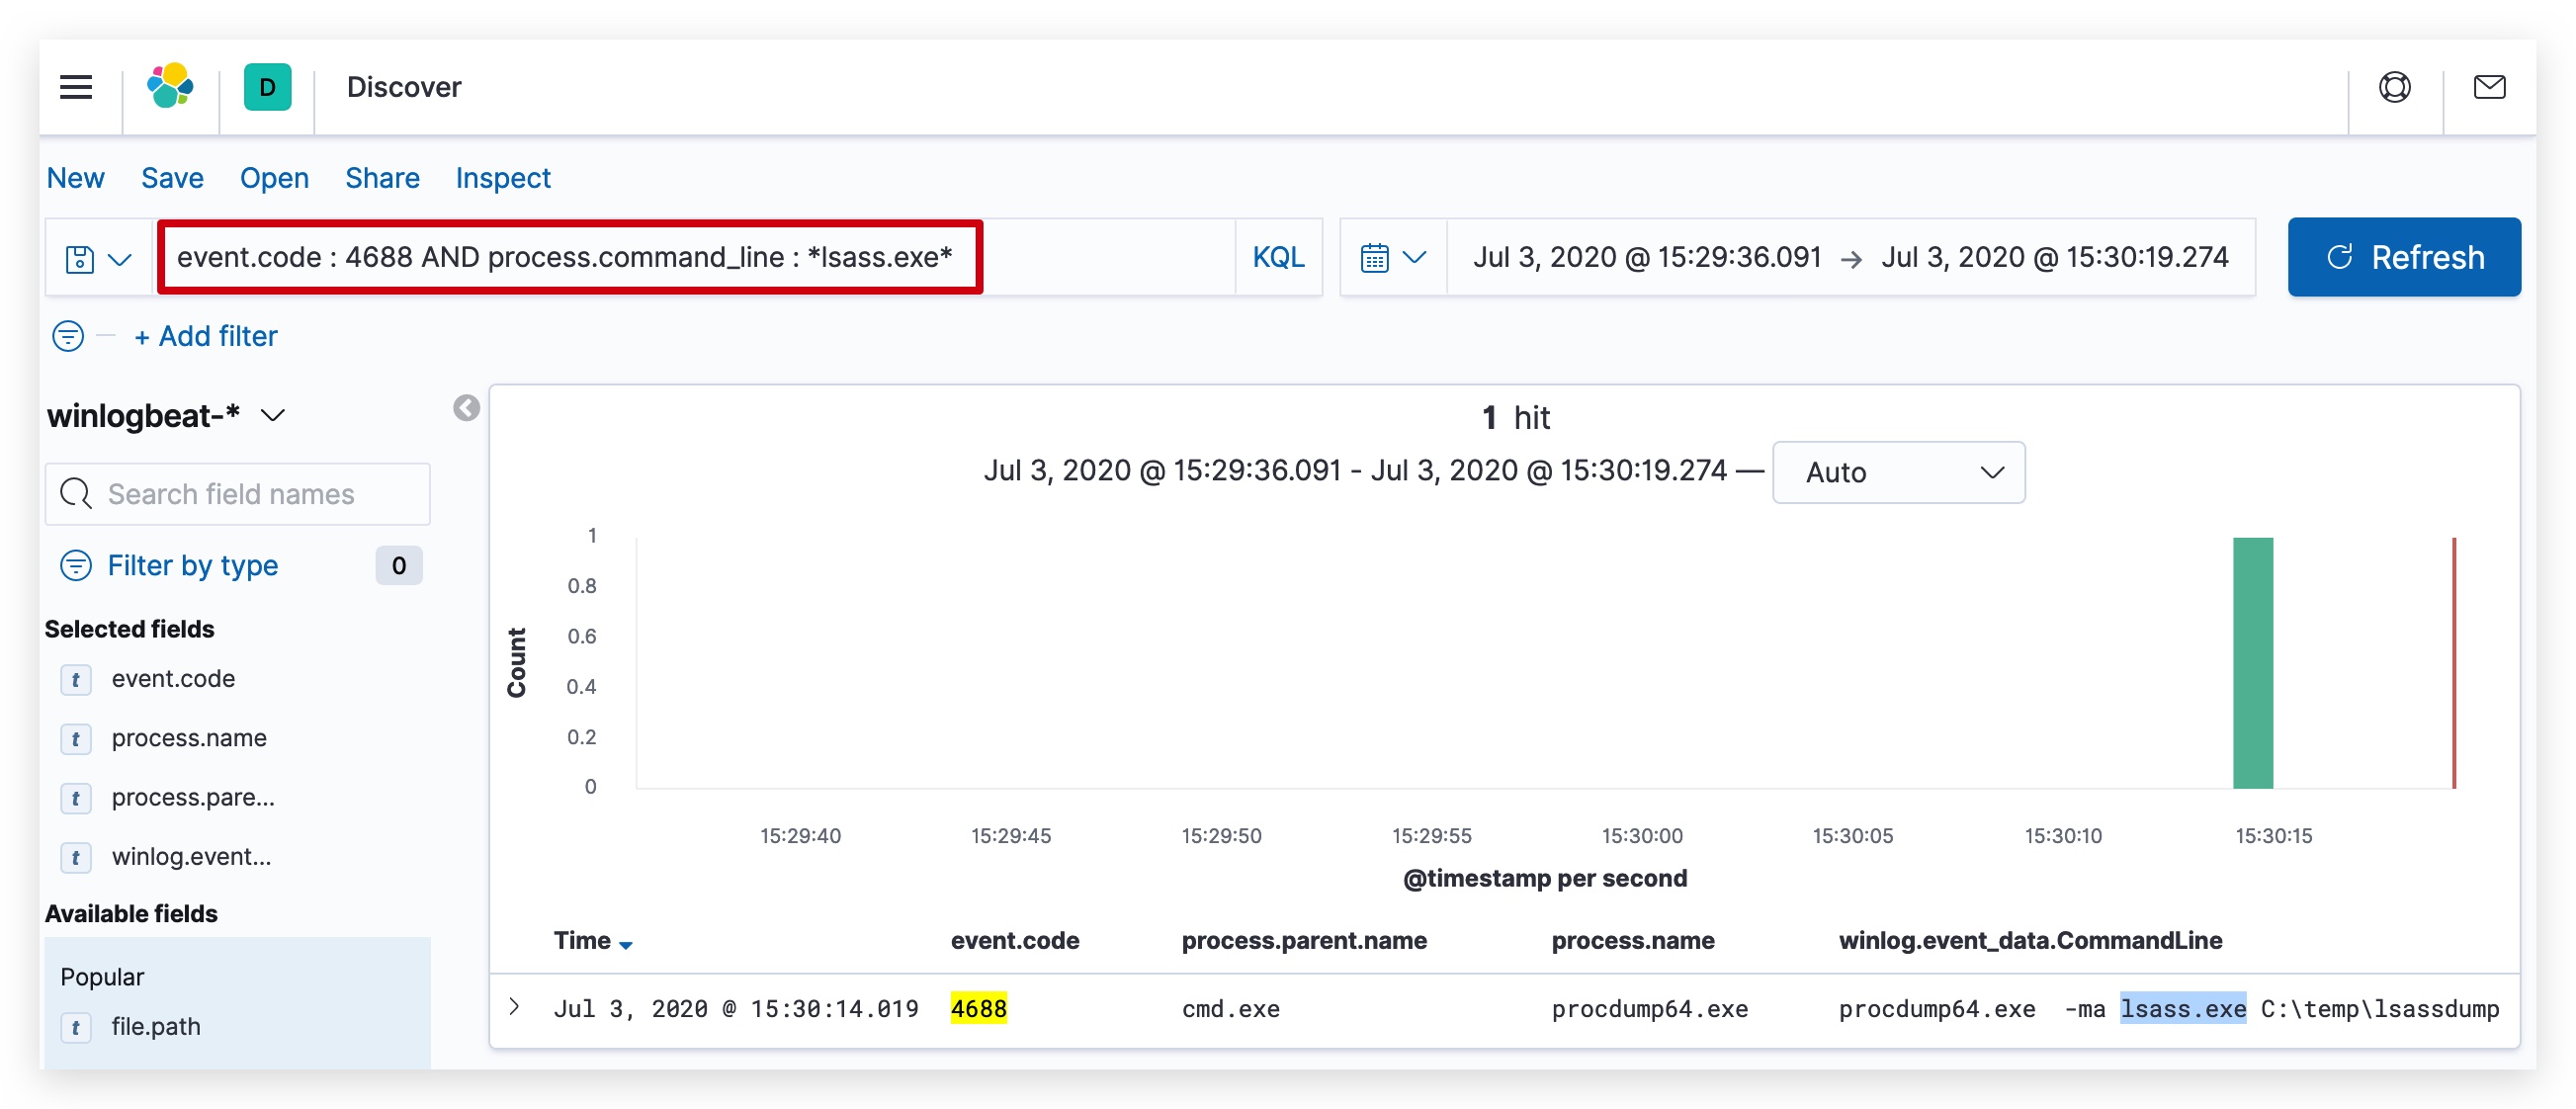 D Discover
New Save Open Share Inspect
event.code : 4688 AND process.command_line : *lsass.exe* KQL Jul 3, 2020 @ 15:29:36.091 → Jul 3, 2020 @ 15:30:19.274 Refresh
+ Add filter
winlogbeat-*
Search field names
Filter by type 0
Selected fields
t event.code
t process.name
t process.pare...
t winlog.event...
Available fields
Popular
t file.path
1 hit
Jul 3, 2020 @ 15:29:36.091 - Jul 3, 2020 @ 15:30:19.274 — Auto
Count
1
0.8
0.6
0.4
0.2
0
15:29:40 15:29:45 15:29:50 15:29:55 15:30:00 15:30:05 15:30:10 15:30:15
@timestamp per second
Time event.code process.parent.name process.name winlog.event_data.CommandLine
Jul 3, 2020 @ 15:30:14.019 4688 cmd.exe procdump64.exe procdump64.exe -ma lsass.exe C:\temp\lsassdump